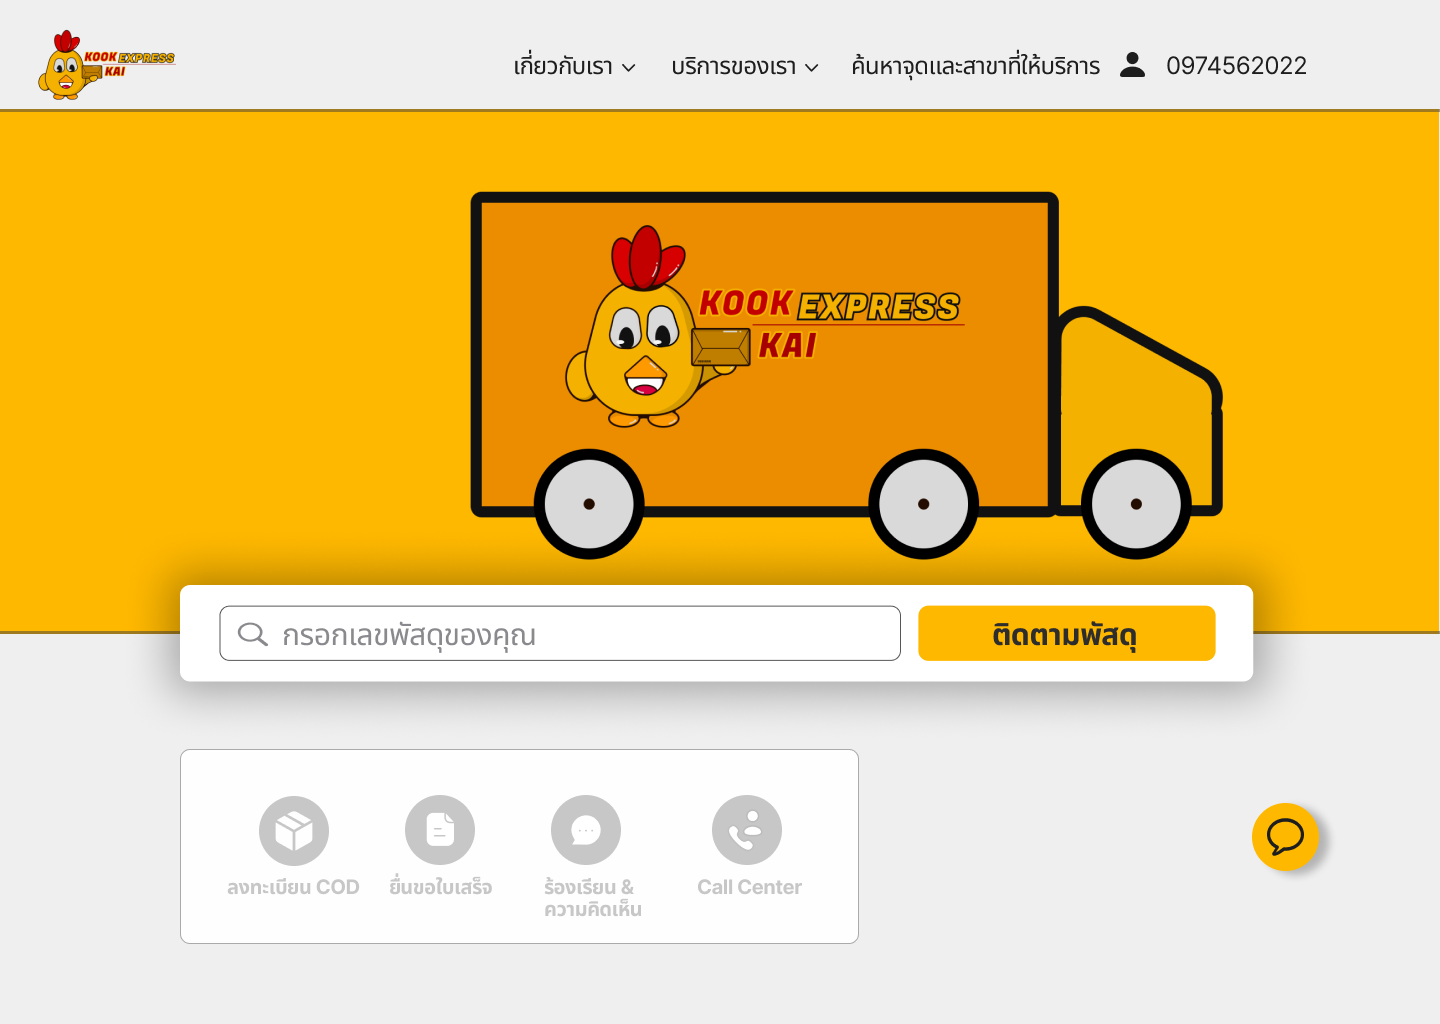 KOOK EXPRESS
KAI
เกี่ยวกับเรา
บริการของเรา
ค้นหาจุดและสาขาที่ให้บริการ
0974562022
KOOK EXPRESS
KAI
กรอกเลขพัสดุของคุณ
ติดตามพัสดุ
ลงทะเบียน COD
ยื่นขอใบเสร็จ
ร้องเรียน &
ความคิดเห็น
Call Center